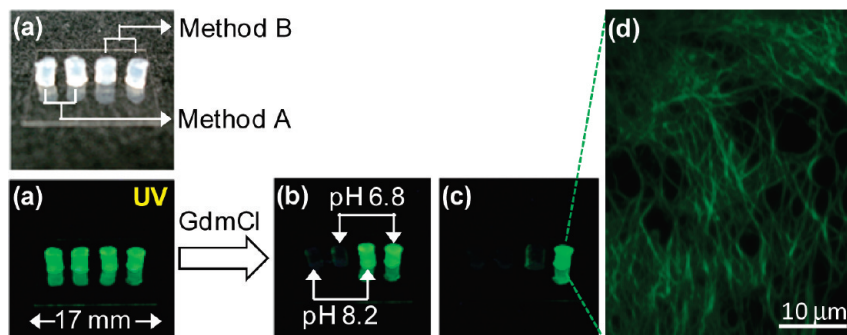 (a)
Method B
Method A
(a)
UV
GdmCl
(b)
pH 6.8
pH 8.2
(c)
(d)
17 mm
10 μm